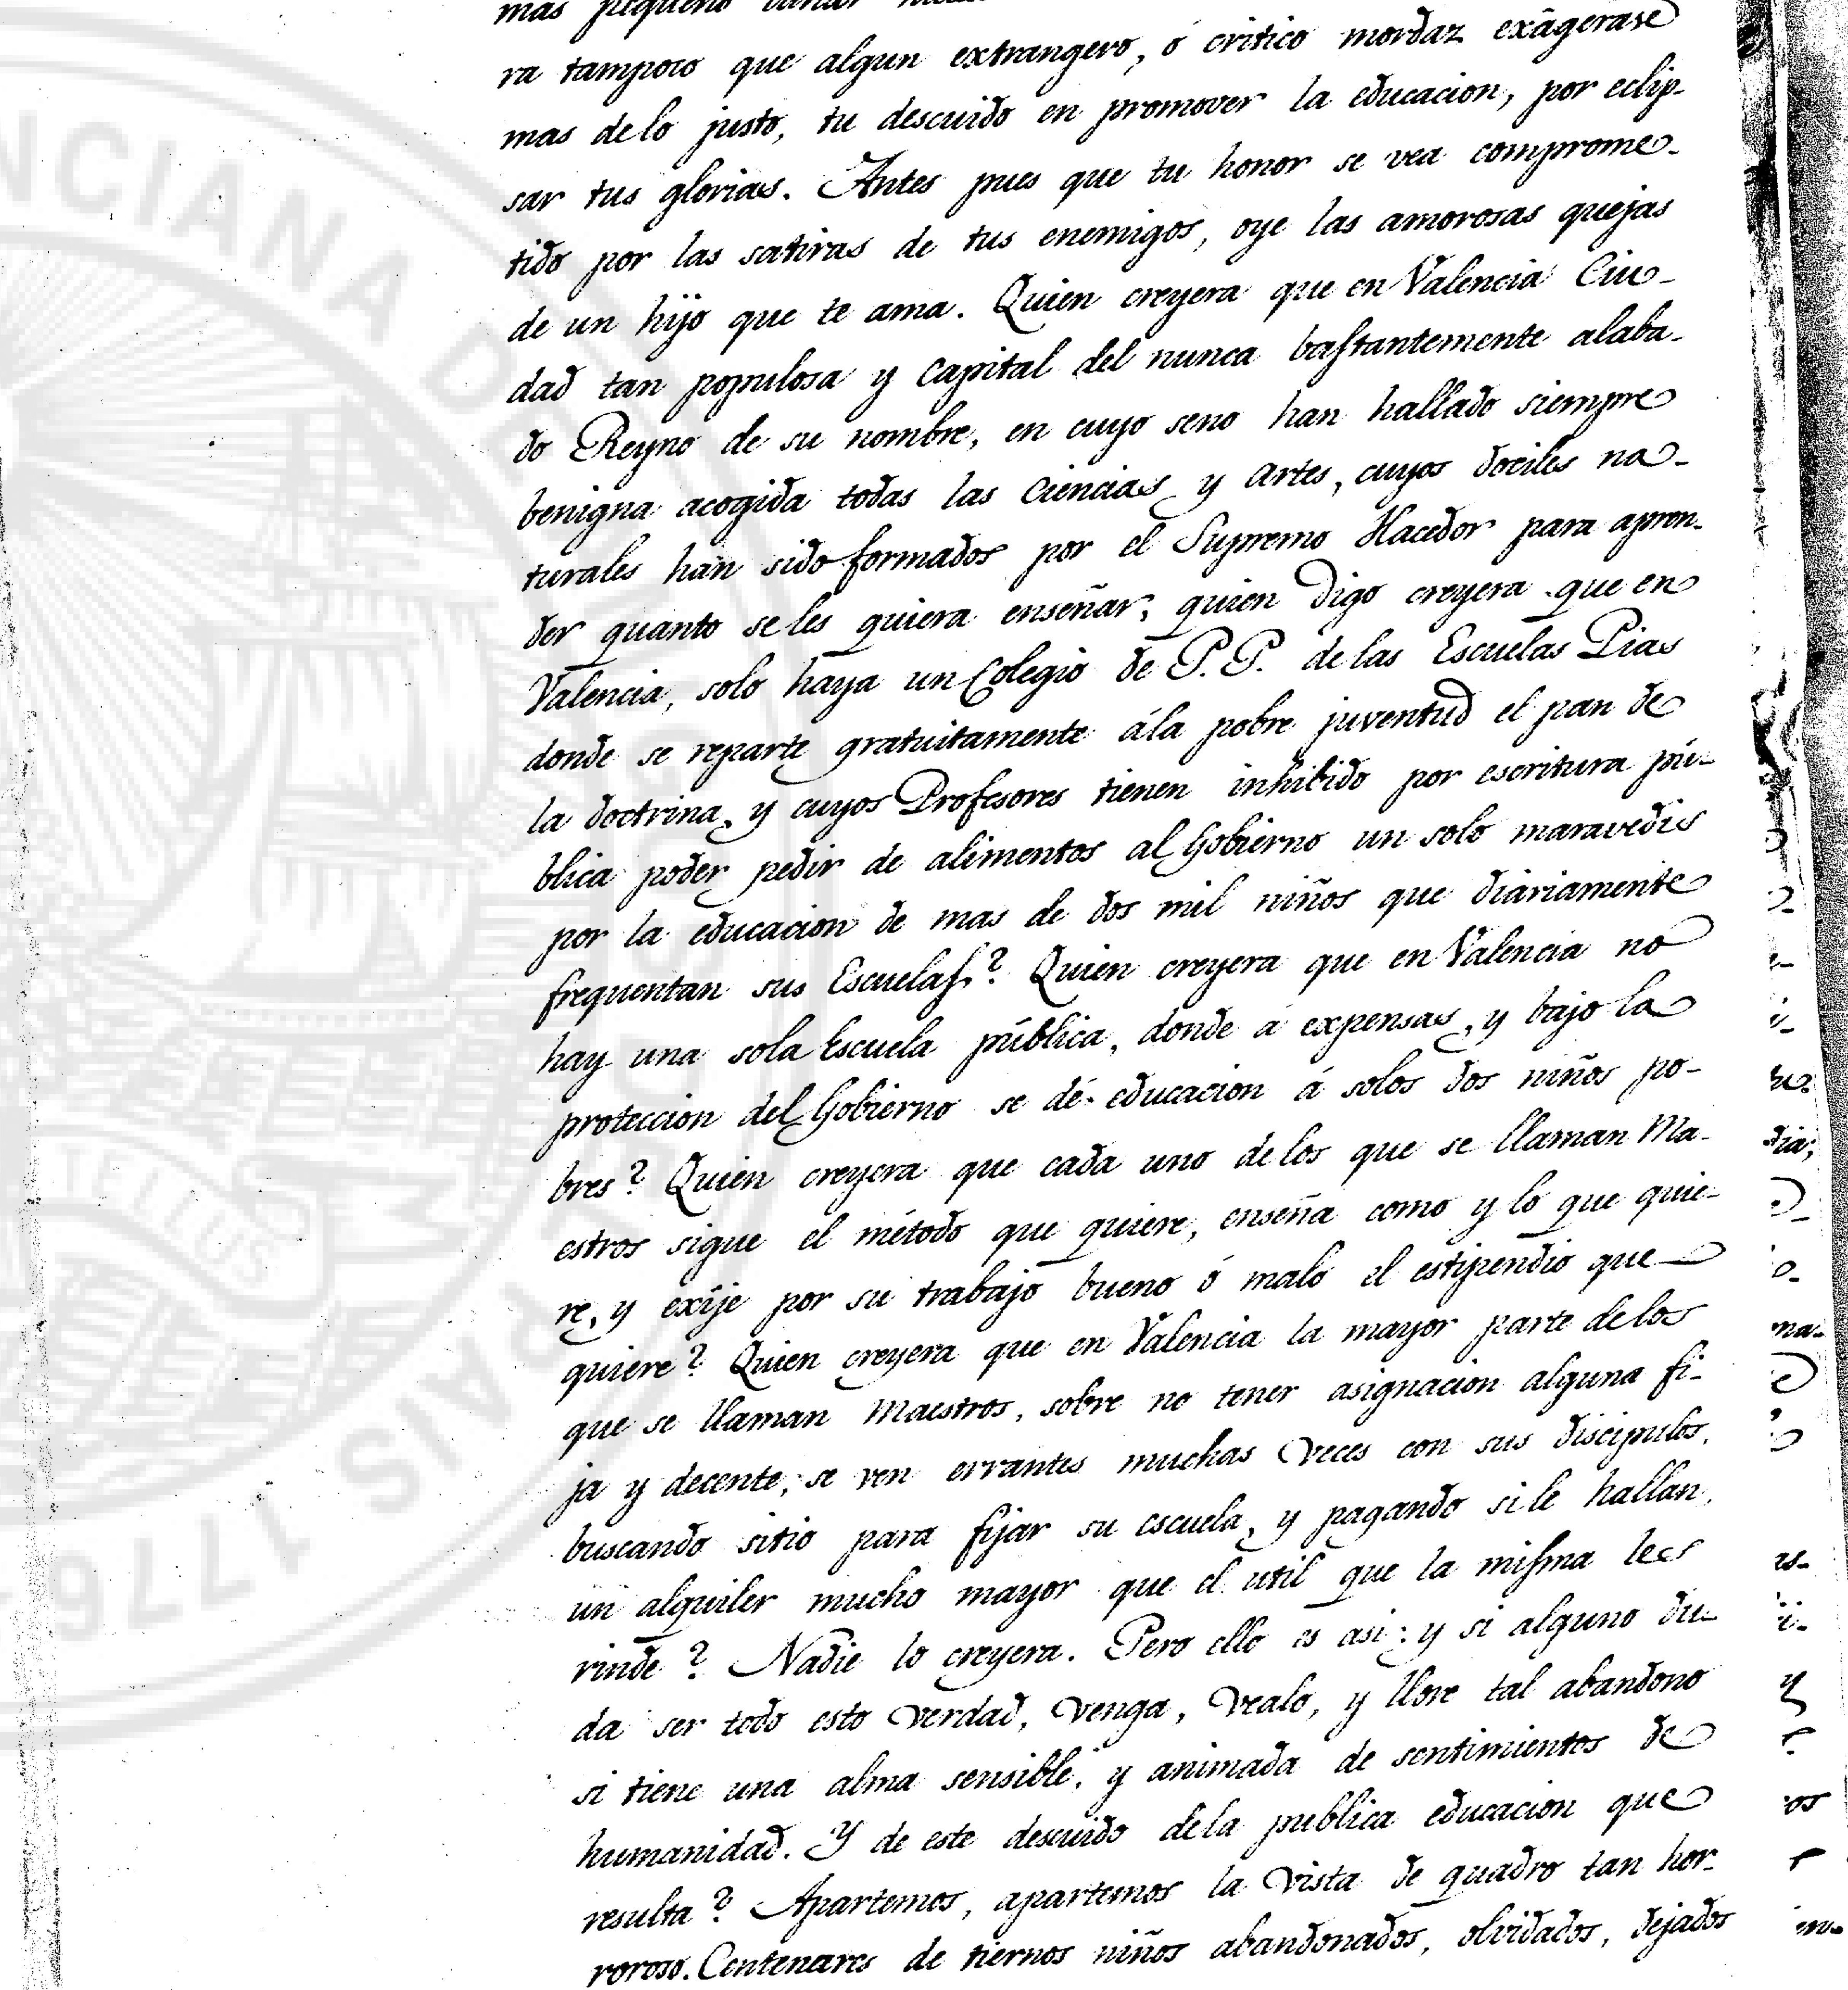 mas pequeño
ra tampoco que algun extrangero, ó critico mordaz exâgerase
mas de lo justo, tu descuido en promover la educacion, por eclip-
sar tus glorias. Antes pues que tu honor se vea comprome-
tido por las satiras de tus enemigos, oye las amorosas quejas
de un hijo que te ama. Quien creyera que en Valencia Ciu-
dad tan populosa y Capital del nunca bastantemente alaba-
do Reyno de su nombre, en cuyo seno han hallado siempre
benigna acogida todas las Ciencias y Artes, cuyos dociles na-
turales han sido formados por el Supremo Hacedor para apren-
der quanto se les quiera enseñar, quien digo creyera que en
Valencia, solo haya un Colegio de P.P. de las Escuelas Pias
donde se reparte gratuitamente á la pobre juventud el pan de
la doctrina, y cuyos Profesores tienen inhibido por escritura pú-
blica poder pedir de alimentos al Gobierno un solo maravedis
por la educacion de mas de dos mil niños que diariamente
frequentan sus Escuelas? Quien creyera que en Valencia no
hay una sola Escuela pública, donde á expensas, y bajo la
proteccion del Gobierno se dé educacion á solos dos niños po-
bres? Quien creyera que cada uno de los que se llaman Ma-
estros sigue el método que quiere, enseña como y lo que quie-
re, y exîje por su trabajo bueno ó malo el estipendio que
quiere? Quien creyera que en Valencia la mayor parte de los
que se llaman Maestros, sobre no tener asignacion alguna fi-
ja y decente, se ven errantes muchas veces con sus discipulos,
buscando sitio para fijar su escuela, y pagando si le hallan,
un alquiler mucho mayor que el util que la misma les
rinde? Nadie lo creyera. Pero ello es asi: y si alguno du-
da ser todo esto verdad, venga, vealo, y llore tal abandono
si tiene una alma sensible, y animada de sentimientos de
humanidad. Y de este descuido de la publica educacion que
resulta? Apartemos, apartemos la vista de quadro tan hor-
roroso. Centenares de tiernos niños abandonados, olvidados, dejados